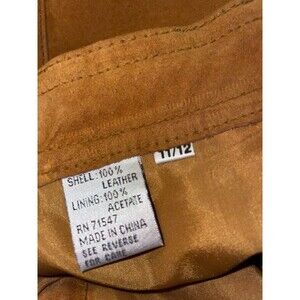 SHELL:100%
LEATHER
LINING:100%
ACETATE
RN 71547
MADE IN CHINA
SEE REVERSE
FOR CARE
11/12